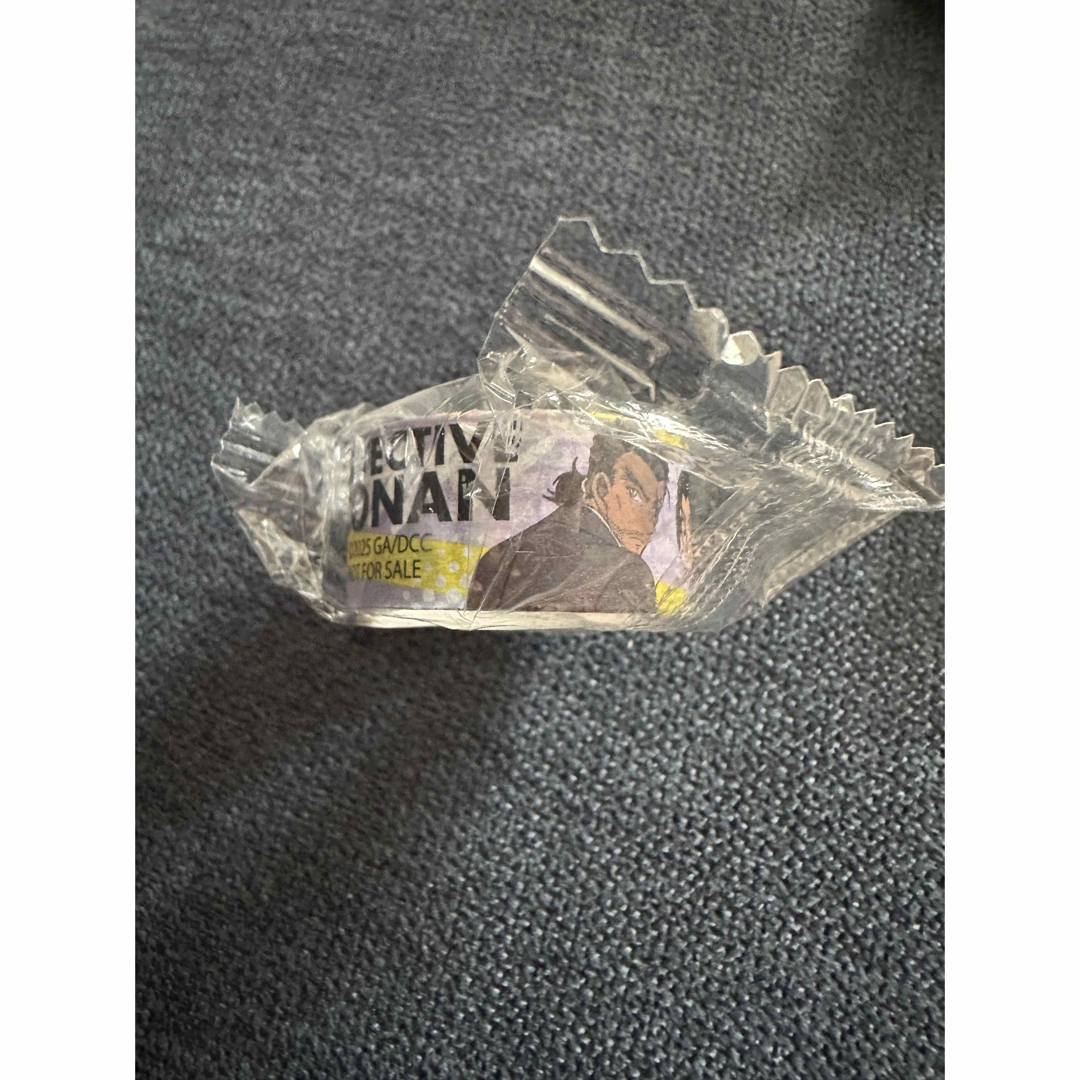 ECTIVE
ONAN
2025 GA/DCC
OT FOR SALE